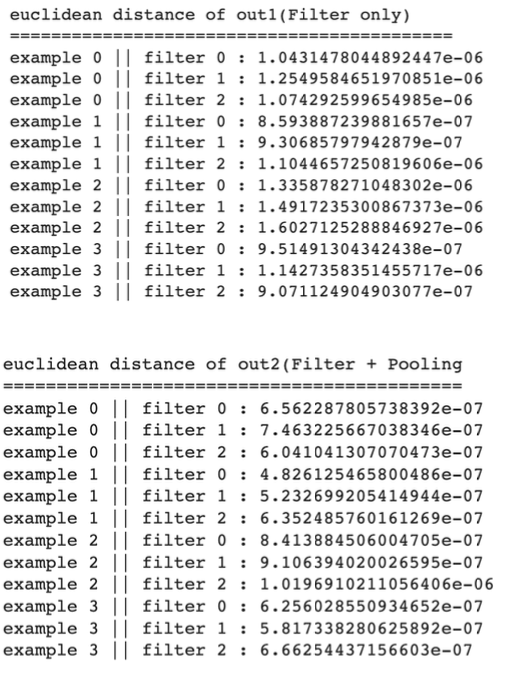 euclidean distance of out1(Filter only)
===========================================
example 0 || filter 0 : 1.0431478044892447e-06
example 0 || filter 1 : 1.2549584651970851e-06
example 0 || filter 2 : 1.074292599654985e-06
example 1 || filter 0 : 8.593887239881657e-07
example 1 || filter 1 : 9.30685797942879e-07
example 1 || filter 2 : 1.1044657250819606e-06
example 2 || filter 0 : 1.335878271048302e-06
example 2 || filter 1 : 1.4917235300867373e-06
example 2 || filter 2 : 1.6027125288846927e-06
example 3 || filter 0 : 9.51491304342438e-07
example 3 || filter 1 : 1.1427358351455717e-06
example 3 || filter 2 : 9.071124904903077e-07
euclidean distance of out2(Filter + Pooling
===========================================
example 0 || filter 0 : 6.562287805738392e-07
example 0 || filter 1 : 7.463225667038346e-07
example 0 || filter 2 : 6.041041307070473e-07
example 1 || filter 0 : 4.826125465800486e-07
example 1 || filter 1 : 5.232699205414944e-07
example 1 || filter 2 : 6.352485760161269e-07
example 2 || filter 0 : 8.413884506004705e-07
example 2 || filter 1 : 9.106394020026595e-07
example 2 || filter 2 : 1.0196910211056406e-06
example 3 || filter 0 : 6.256028550934652e-07
example 3 || filter 1 : 5.817338280625892e-07
example 3 || filter 2 : 6.66254437156603e-07